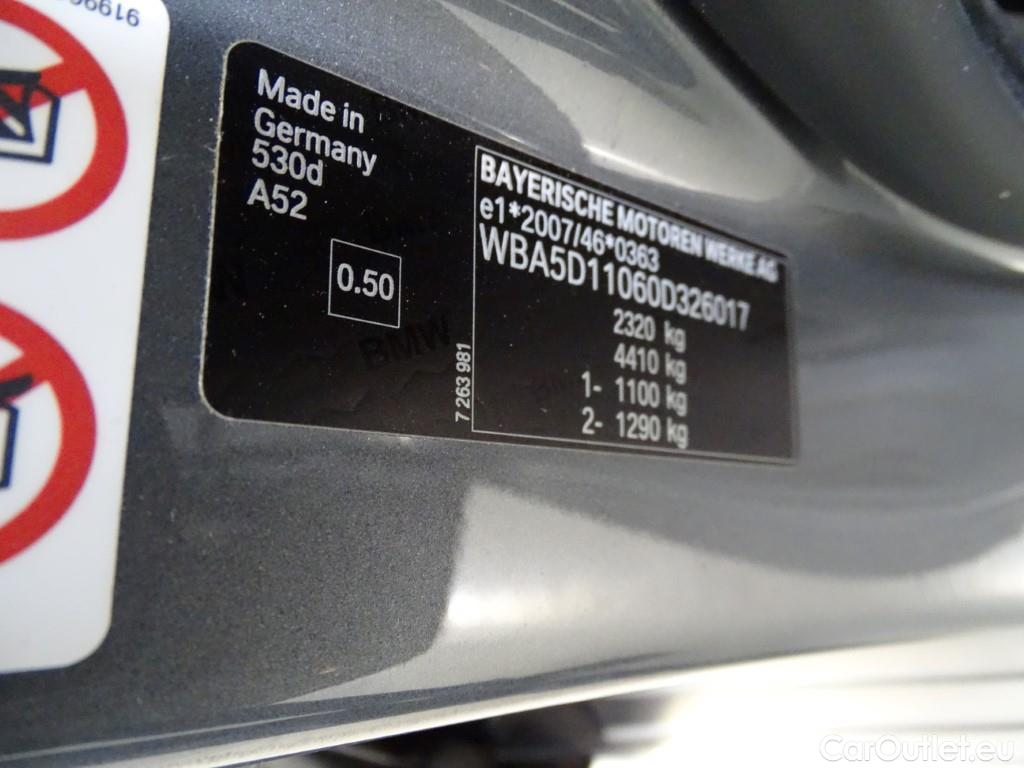 Made in
Germany
530d
A52
0.50
7 263 981
BAYERISCHE MOTOREN WERKE AG
e1*2007/46*0363
WBA5D11060D326017
2320 kg
4410 kg
1- 1100 kg
2- 1290 kg
BMW
CarOutlet.eu